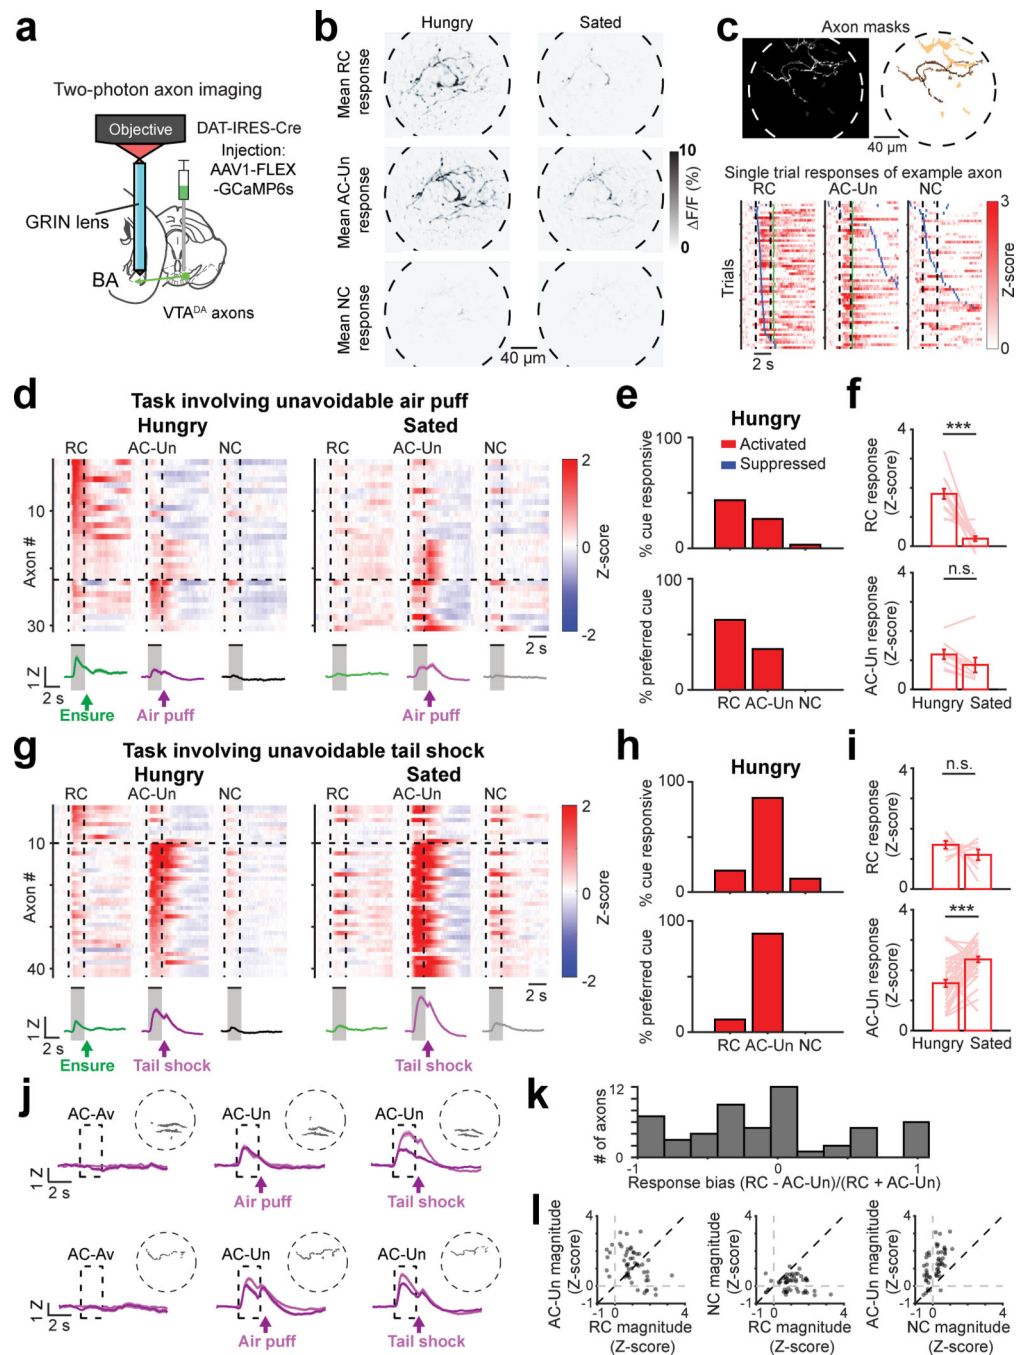 a
Two-photon axon imaging
Objective
DAT-IRES-Cre
Injection:
AAV1-FLEX
-GCaMP6s
GRIN lens
BA
VTADA axons
b
Hungry
Sated
Mean RC
response
Mean AC-Un
response
Mean NC
response
10
ΔF/F (%)
0
40 µm
c
Axon masks
40 µm
Single trial responses of example axon
RC
AC-Un
NC
Trials
3
Z-score
0
2 s
d
Task involving unavoidable air puff
Hungry
Sated
RC
AC-Un
NC
RC
AC-Un
NC
Axon #
10
30
2
0
Z-score
-2
2 s
1 Z
2 s
Ensure
Air puff
Air puff
e
Hungry
Activated
Suppressed
% cue responsive
100
0
% preferred cue
100
0
RC AC-Un NC
f
RC response
(Z-score)
4
2
0
***
AC-Un response
(Z-score)
4
2
0
n.s.
Hungry Sated
g
Task involving unavoidable tail shock
Hungry
Sated
RC
AC-Un
NC
RC
AC-Un
NC
Axon #
10
40
2
0
Z-score
-2
2 s
1 Z
2 s
Ensure
Tail shock
Tail shock
h
Hungry
% cue responsive
100
0
% preferred cue
100
0
RC AC-Un NC
i
RC response
(Z-score)
4
2
0
n.s.
AC-Un response
(Z-score)
4
2
0
***
Hungry Sated
j
AC-Av
AC-Un
AC-Un
1 Z
2 s
Air puff
Tail shock
AC-Av
AC-Un
AC-Un
1 Z
2 s
Air puff
Tail shock
k
# of axons
12
0
-1
0
1
Response bias (RC - AC-Un)/(RC + AC-Un)
l
AC-Un magnitude
(Z-score)
4
0
-1
-1 0 4
RC magnitude
(Z-score)
NC magnitude
(Z-score)
4
0
-1
-1 0 4
RC magnitude
(Z-score)
AC-Un magnitude
(Z-score)
4
0
-1
-1 0 4
NC magnitude
(Z-score)